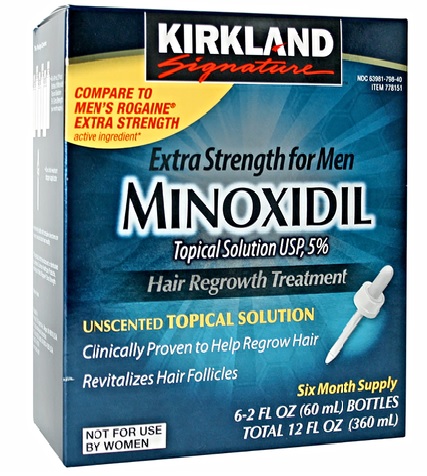 KIRKLAND
Signature
NDC 63981-798-40
ITEM 778151
COMPARE TO
MEN'S ROGAINE®
EXTRA STRENGTH
active ingredient*
Extra Strength for Men
MINOXIDIL
Topical Solution USP, 5%
Hair Regrowth Treatment
UNSCENTED TOPICAL SOLUTION
Clinically Proven to Help Regrow Hair
Revitalizes Hair Follicles
Six Month Supply
6-2 FL OZ (60 mL) BOTTLES
TOTAL 12 FL OZ (360 mL)
NOT FOR USE
BY WOMEN